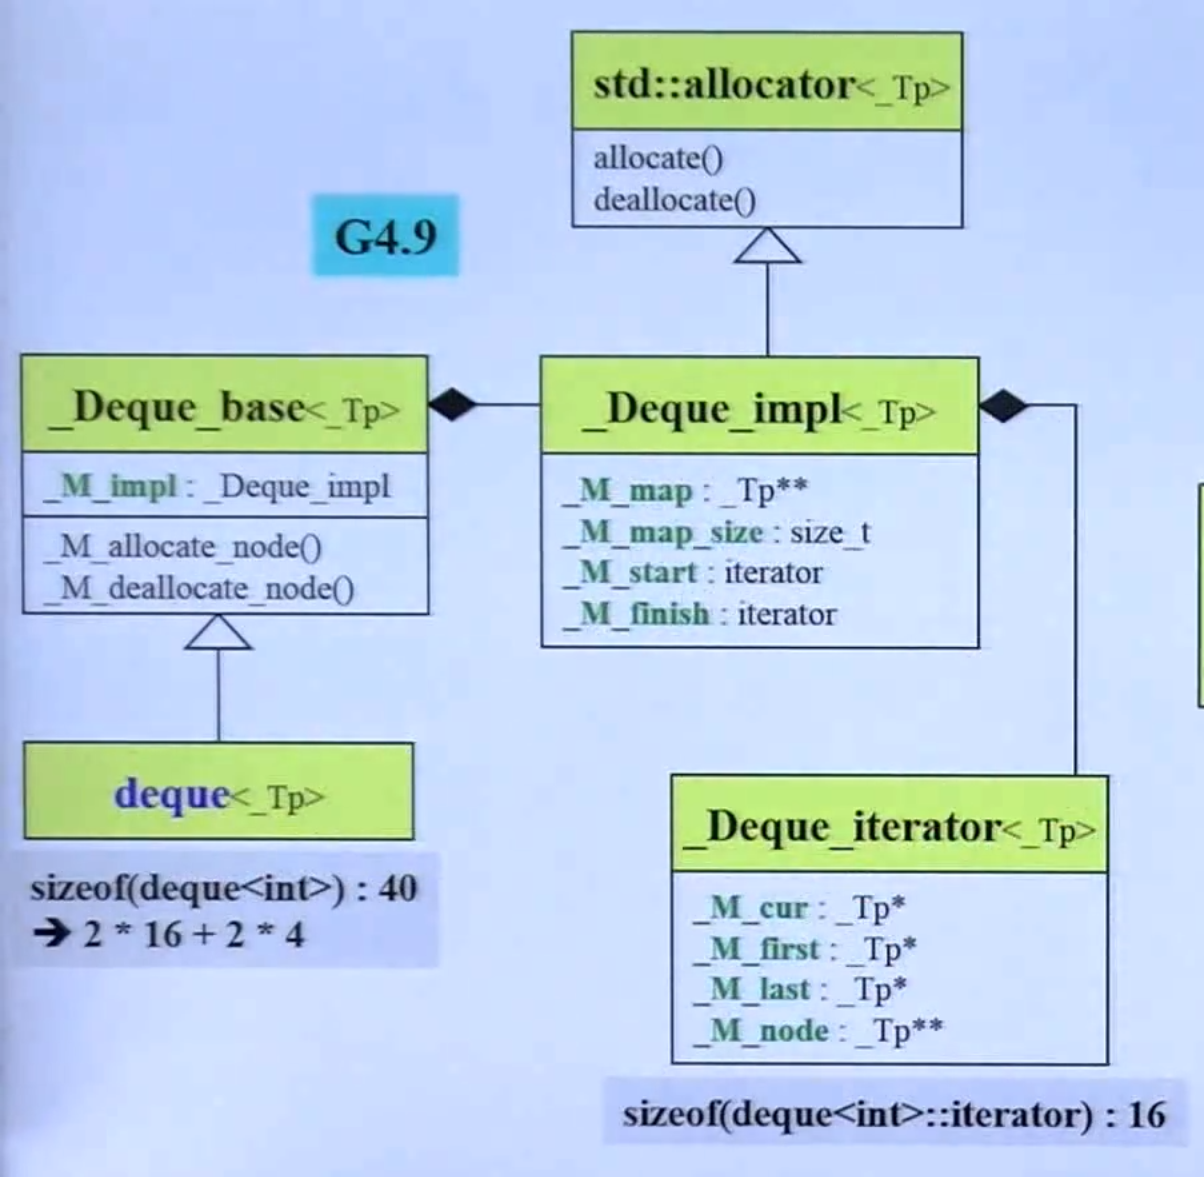 std::allocator<_Tp>
allocate()
deallocate()
G4.9
_Deque_base<_Tp>
_M_impl : _Deque_impl
_M_allocate_node()
_M_deallocate_node()
_Deque_impl<_Tp>
_M_map : _Tp**
_M_map_size : size_t
_M_start : iterator
_M_finish : iterator
deque<_Tp>
sizeof(deque<int>) : 40
➔ 2 * 16 + 2 * 4
_Deque_iterator<_Tp>
_M_cur : _Tp*
_M_first : _Tp*
_M_last : _Tp*
_M_node : _Tp**
sizeof(deque<int>::iterator) : 16